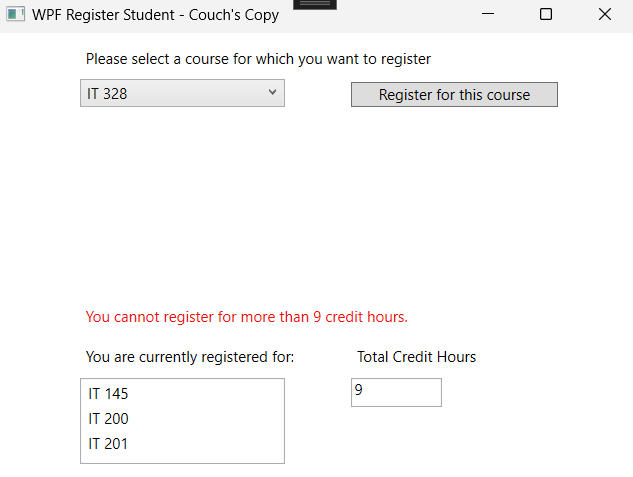 WPF Register Student - Couch's Copy
Please select a course for which you want to register
IT 328
Register for this course
You cannot register for more than 9 credit hours.
You are currently registered for:
Total Credit Hours
IT 145
9
IT 200
IT 201